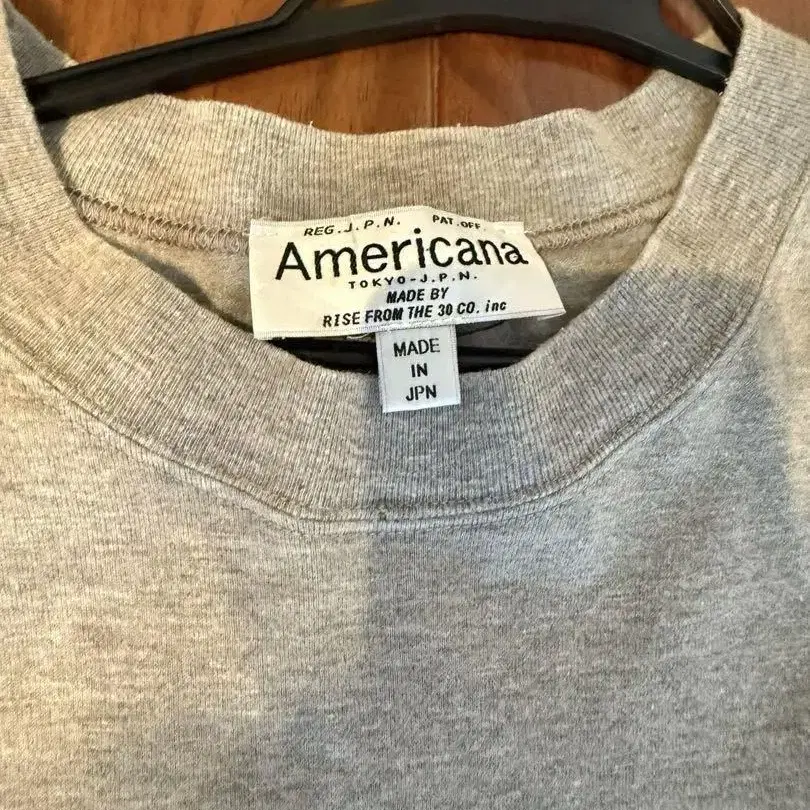 REG.J.P.N. PAT.OFF.
Americana
TOKYO-J.P.N.
MADE BY
RISE FROM THE 30 CO. inc
MADE
IN
JPN